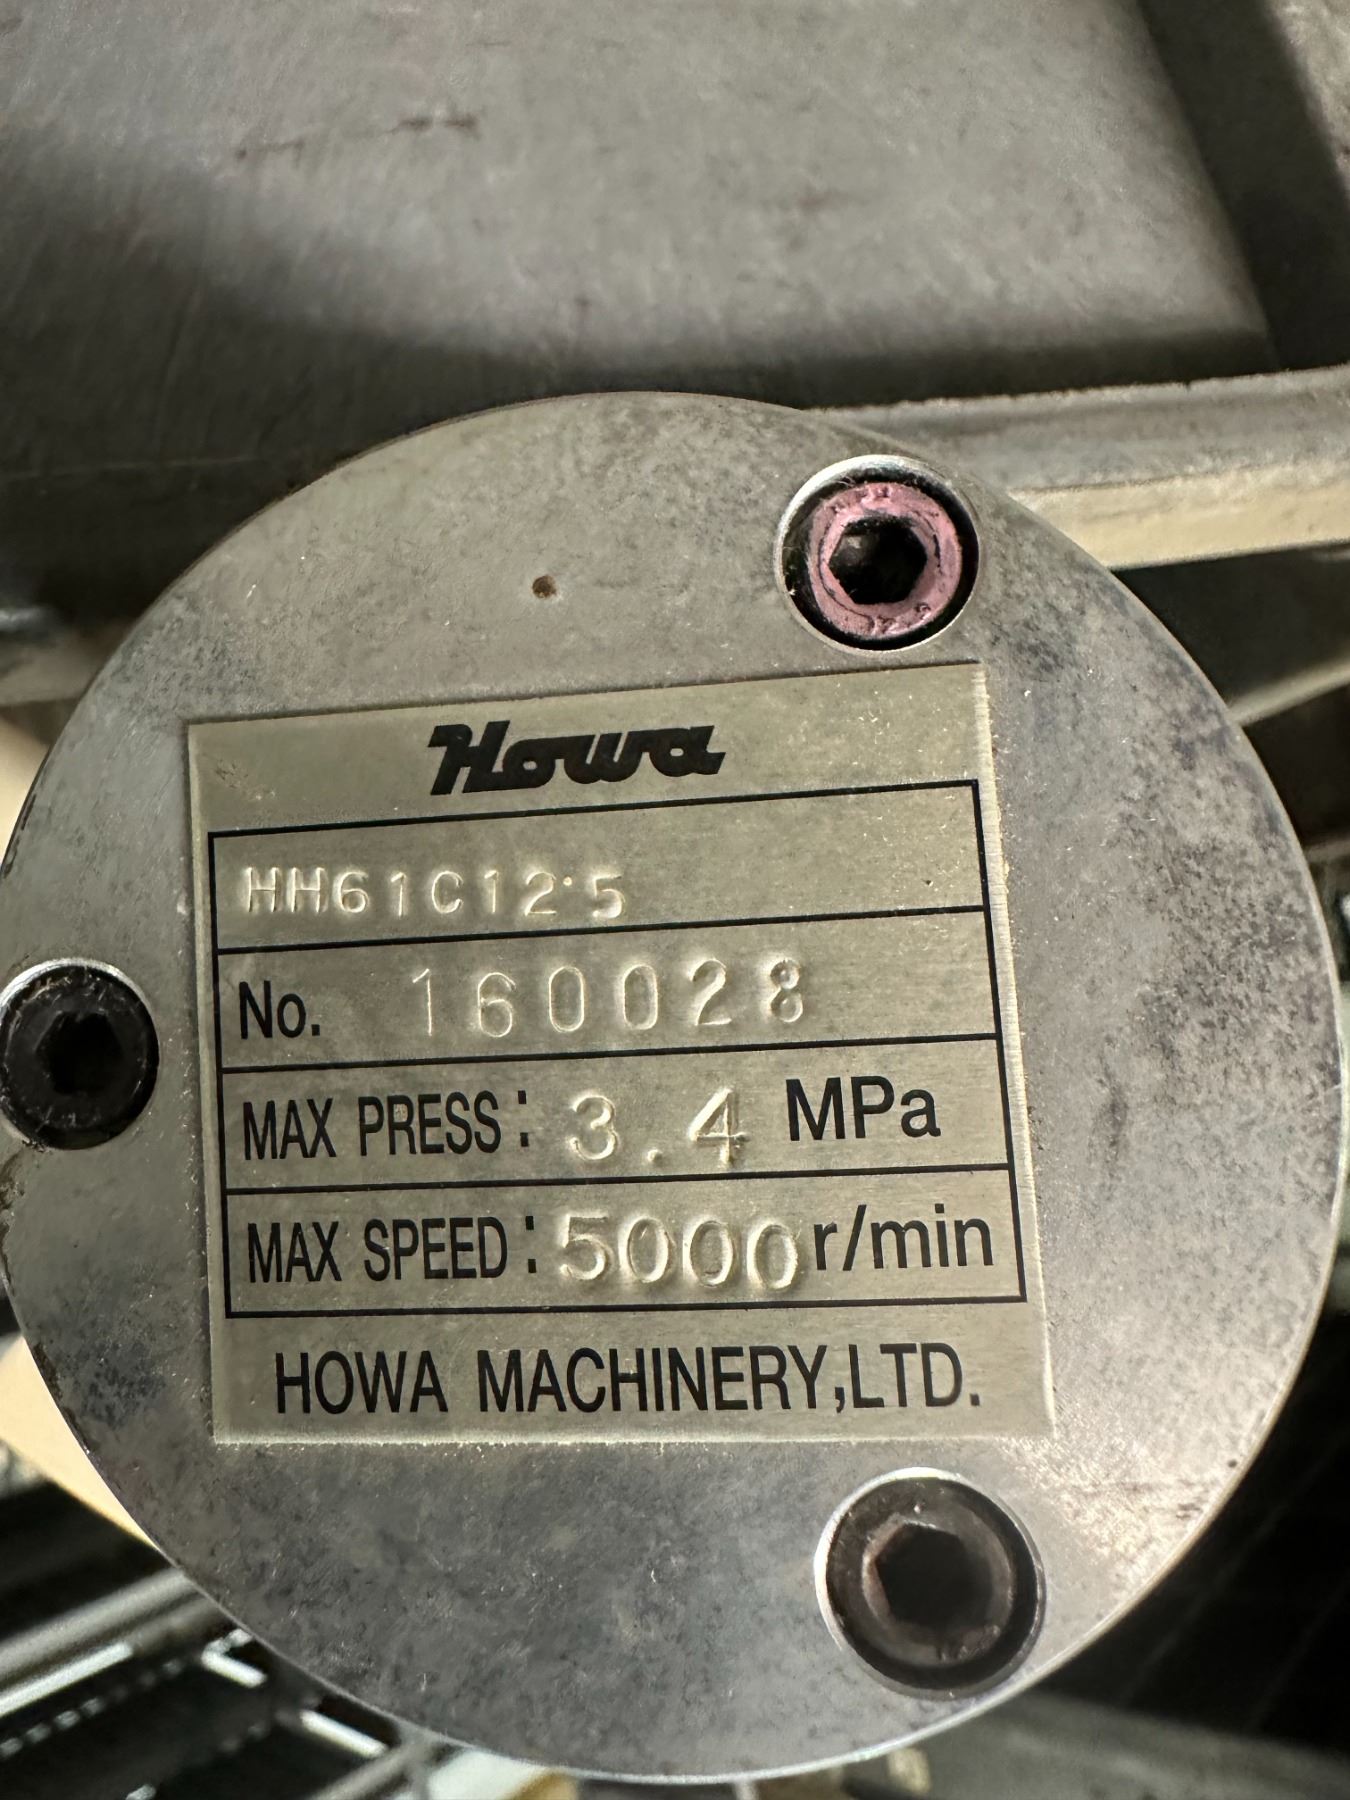 Howa
HH61C12.5
No. 160028
MAX PRESS: 3.4 MPa
MAX SPEED: 5000 r/min
HOWA MACHINERY,LTD.